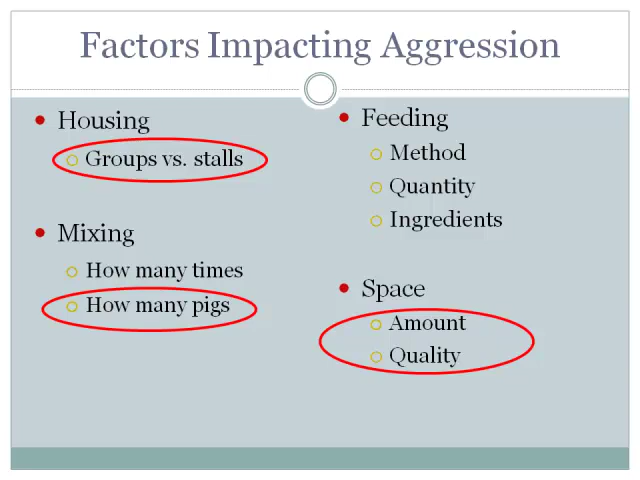 Factors Impacting Aggression
Housing
Groups vs. stalls
Mixing
How many times
How many pigs
Feeding
Method
Quantity
Ingredients
Space
Amount
Quality